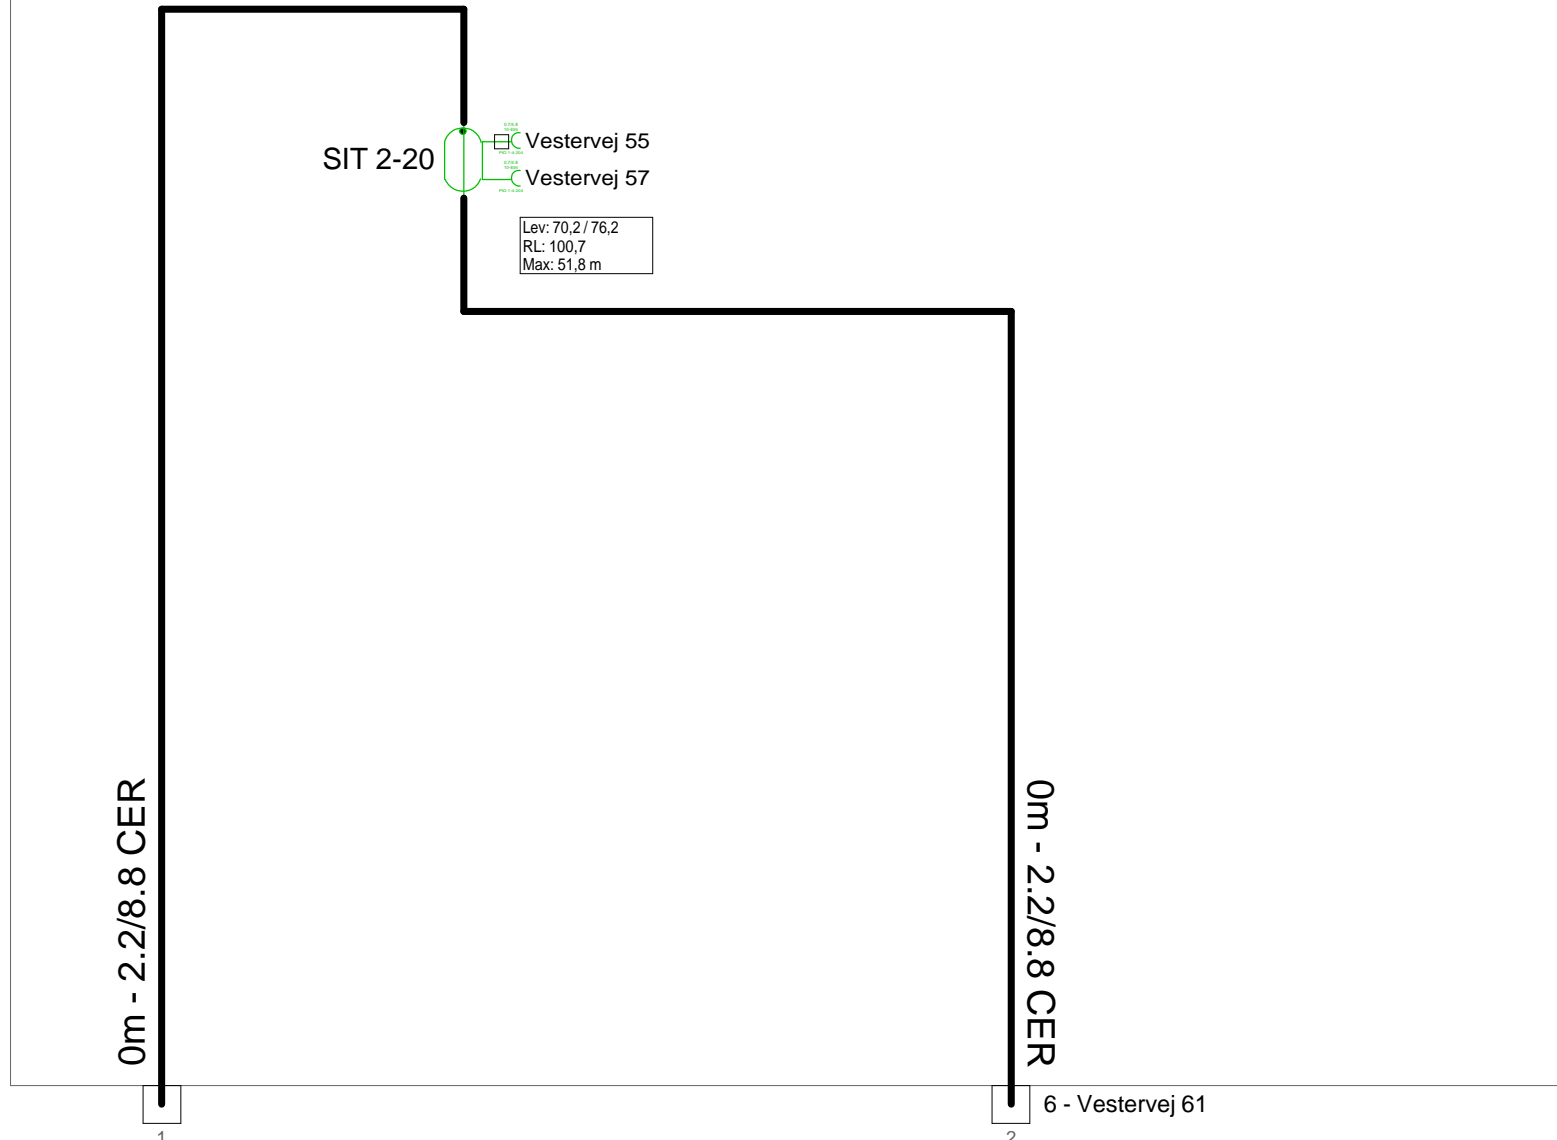 SIT 2-20
Vestervej 55
Vestervej 57
Lev: 70,2 / 76,2
RL: 100,7
Max: 51,8 m
0m - 2.2/8.8 CER
0m - 2.2/8.8 CER
6 - Vestervej 61
1
2